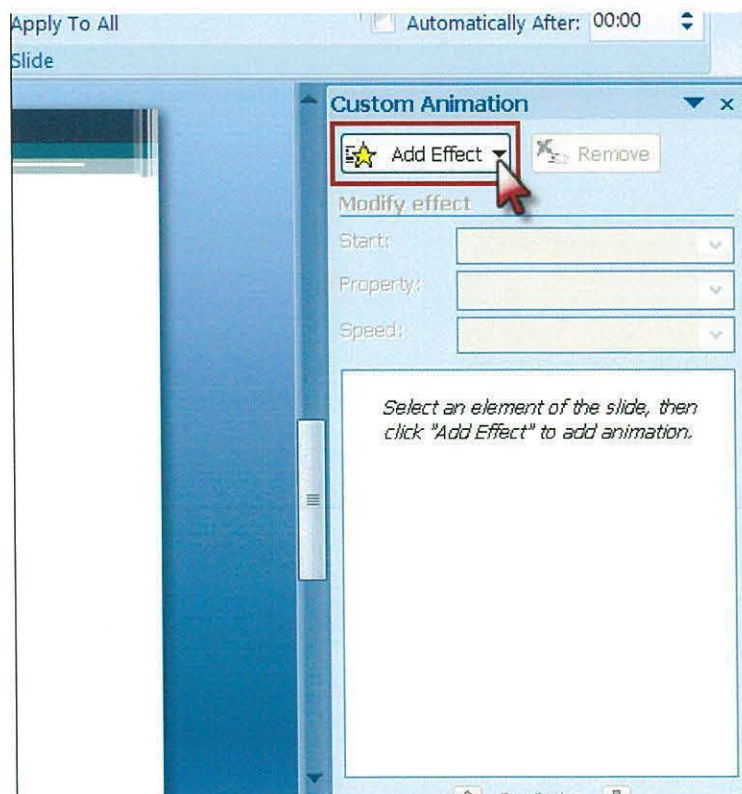 Apply To All
Automatically After: 00:00
Slide
Custom Animation
Add Effect
Remove
Modify effect
Start:
Property:
Speed:
Select an element of the slide, then
click "Add Effect" to add animation.